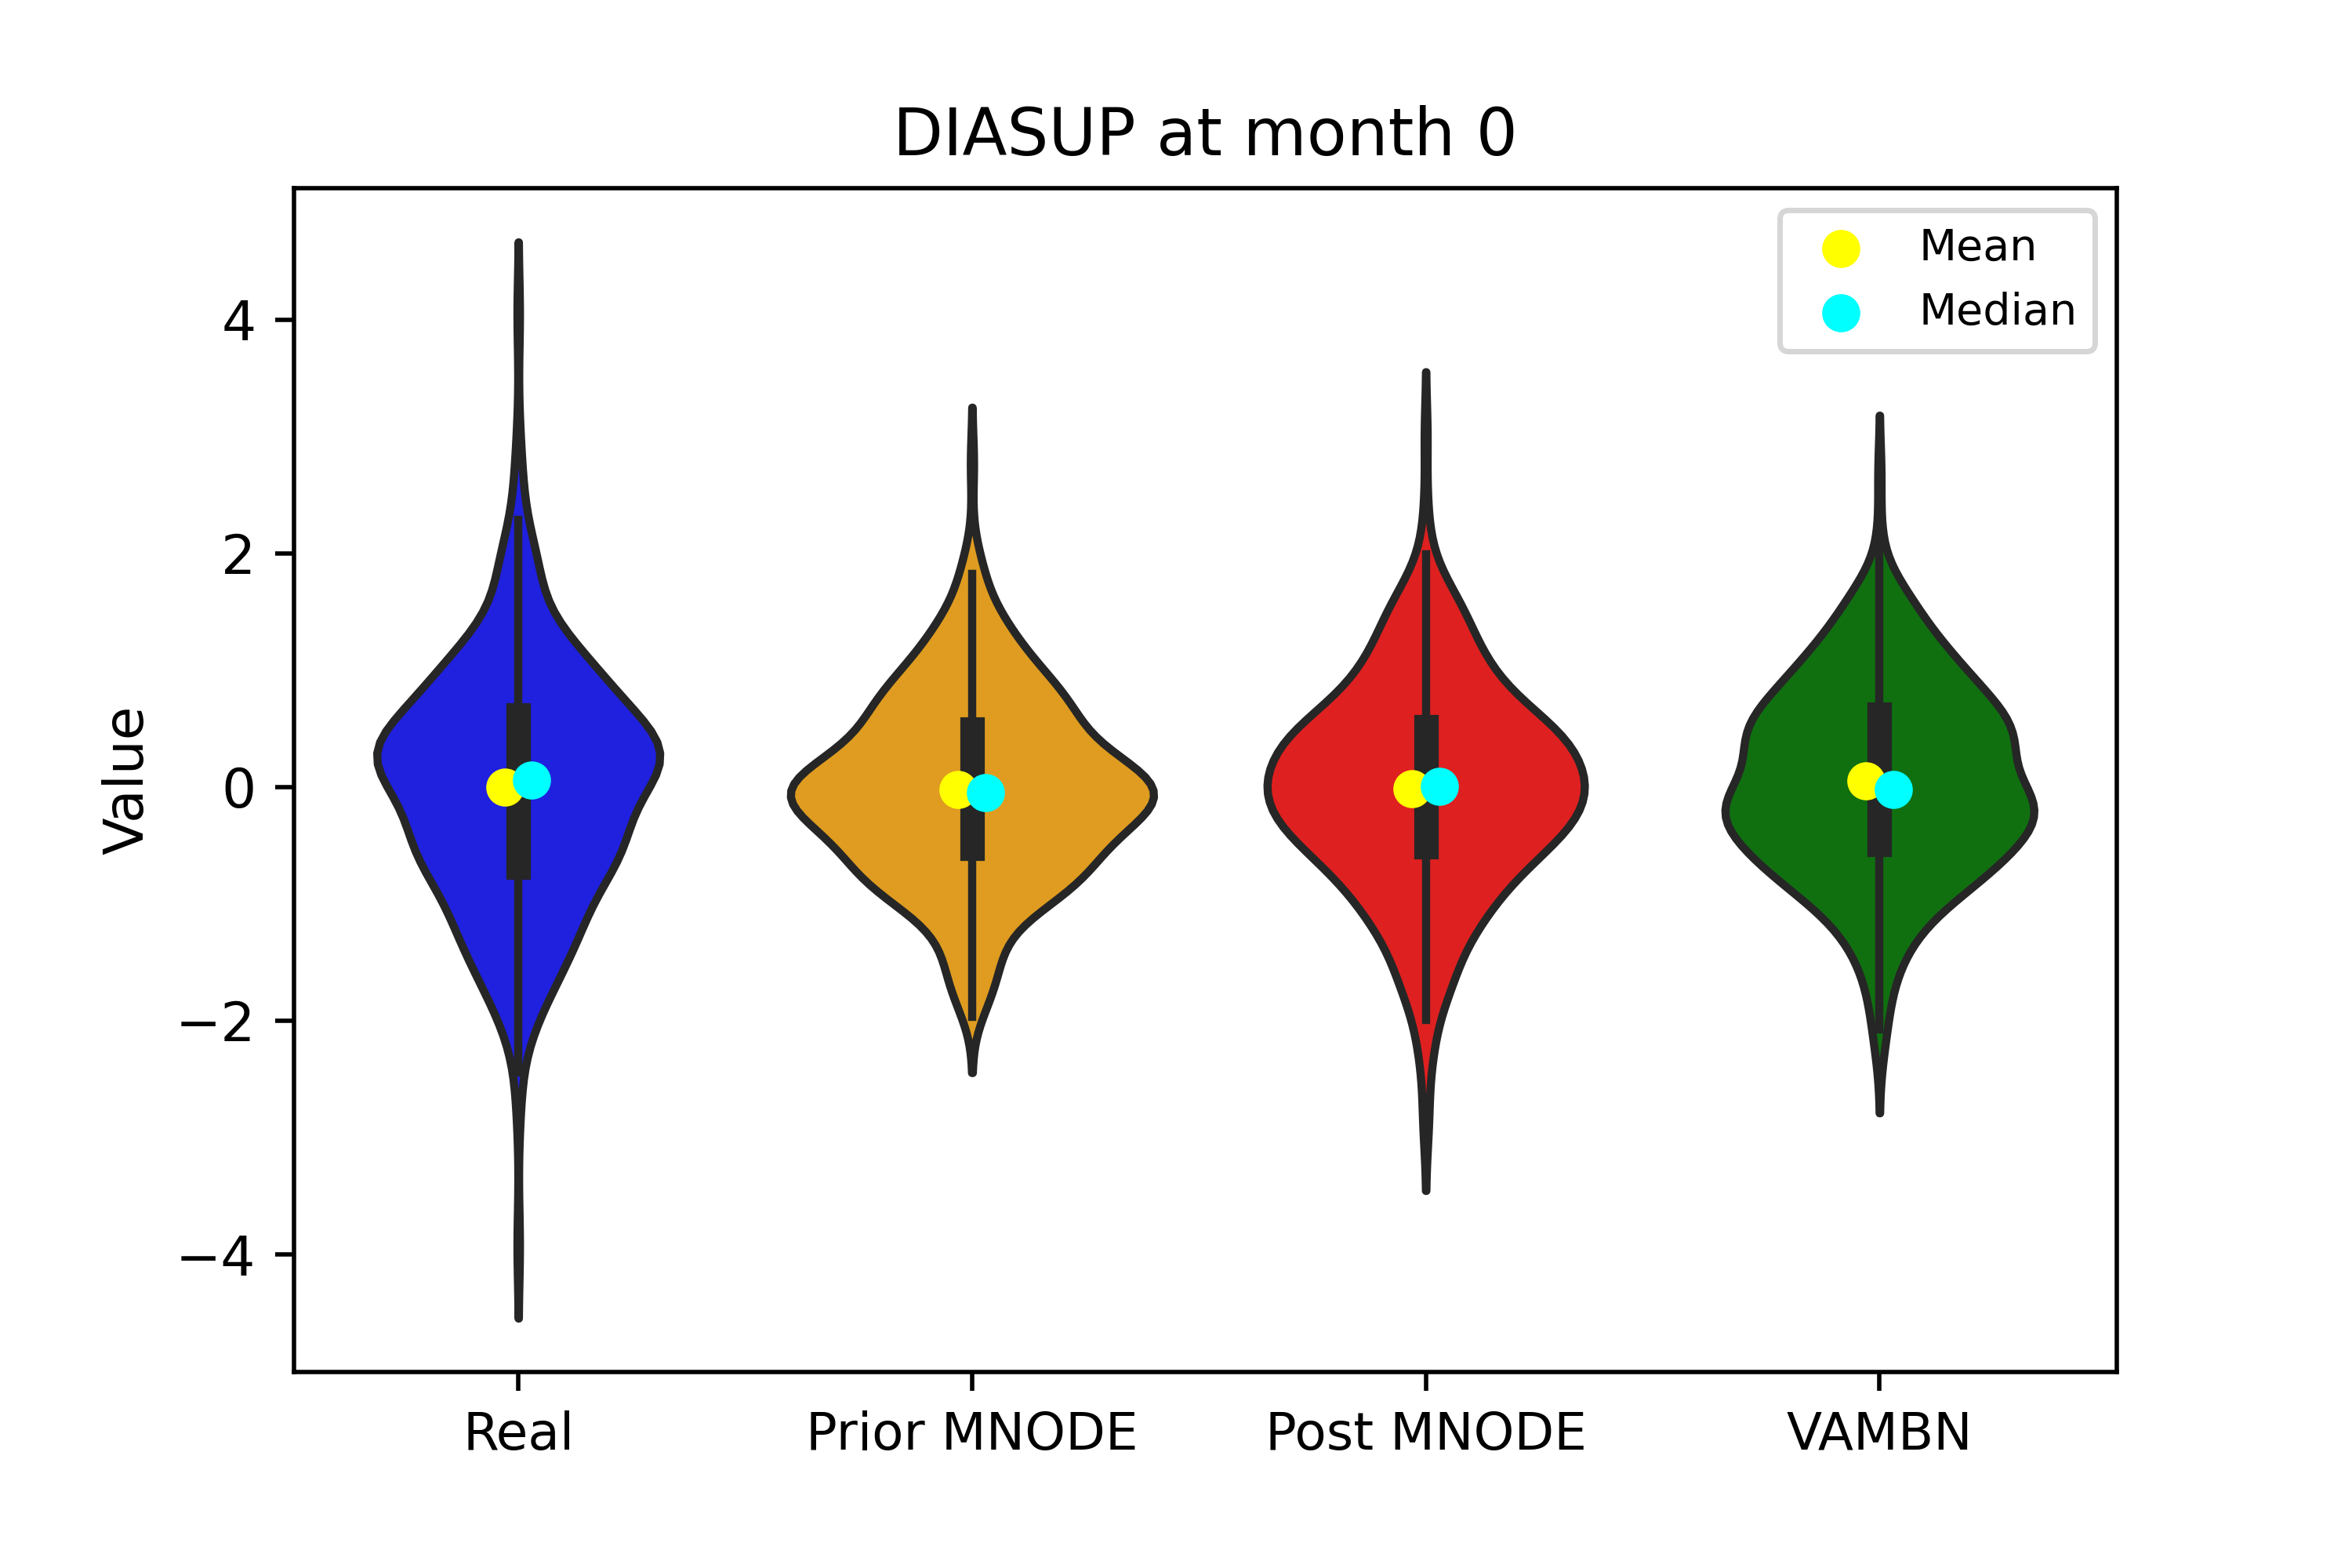 DIASUP at month 0
Mean
Median
4
2
0
−2
−4
Value
Real
Prior MNODE
Post MNODE
VAMBN